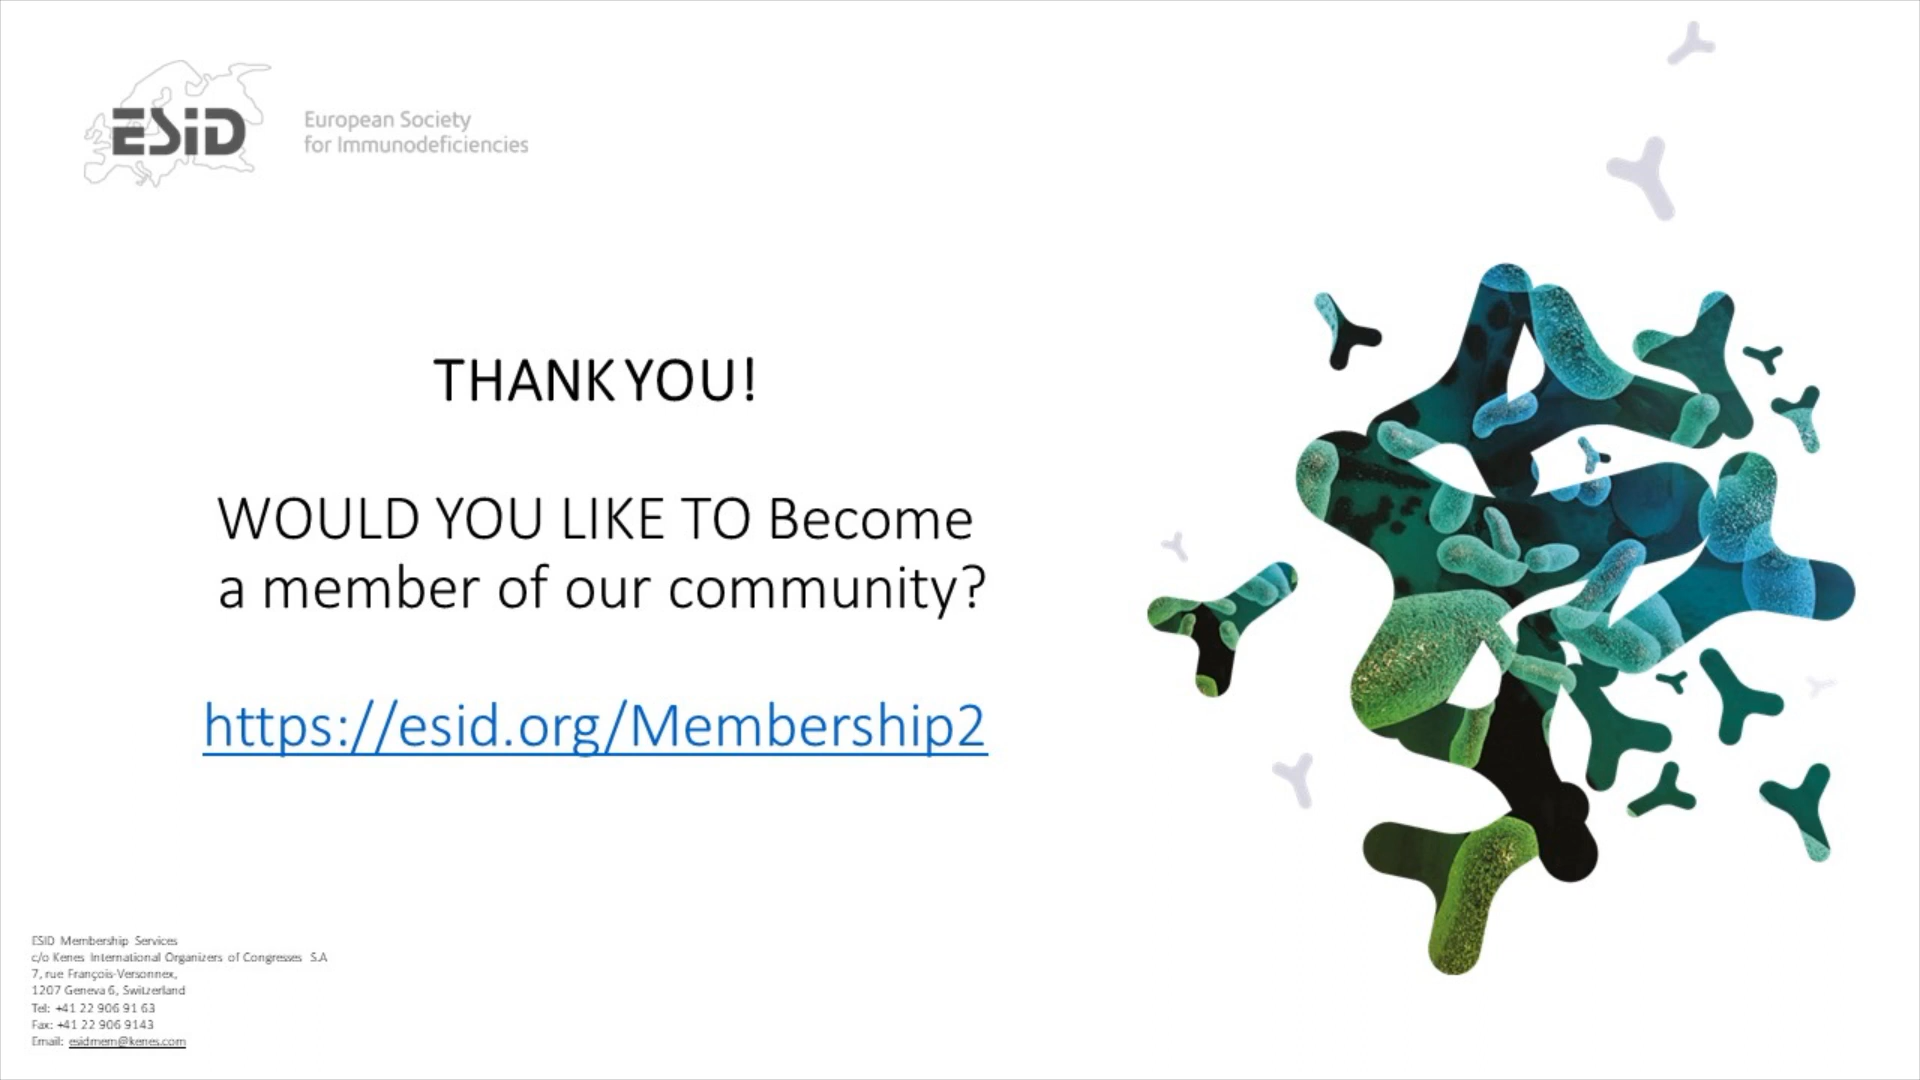 ESiD
European Society
for Immunodeficiencies
THANK YOU!
WOULD YOU LIKE TO Become
a member of our community?
https://esid.org/Membership2
ESID Membership Services
c/o Kenes International Organizers of Congresses S.A
7, rue François-Versonnex,
1207 Geneva 6, Switzerland
Tel: +41 22 906 91 63
Fax: +41 22 906 9143
Email: esidmem@kenes.com